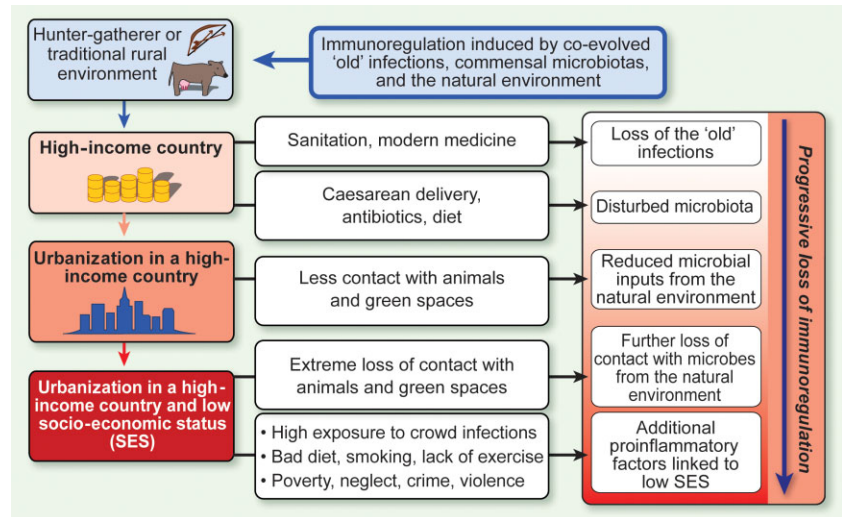 Hunter-gatherer or
traditional rural
environment
Immunoregulation induced by co-evolved
‘old’ infections, commensal microbiotas,
and the natural environment
High-income country
Sanitation, modern medicine
Loss of the ‘old’
infections
Caesarean delivery,
antibiotics, diet
Disturbed microbiota
Urbanization in a high-
income country
Less contact with animals
and green spaces
Reduced microbial
inputs from the
natural environment
Extreme loss of contact with
animals and green spaces
Further loss of
contact with microbes
from the natural
environment
Urbanization in a high-
income country and low
socio-economic status
(SES)
• High exposure to crowd infections
• Bad diet, smoking, lack of exercise
• Poverty, neglect, crime, violence
Additional
proinflammatory
factors linked to
low SES
Progressive loss of immunoregulation